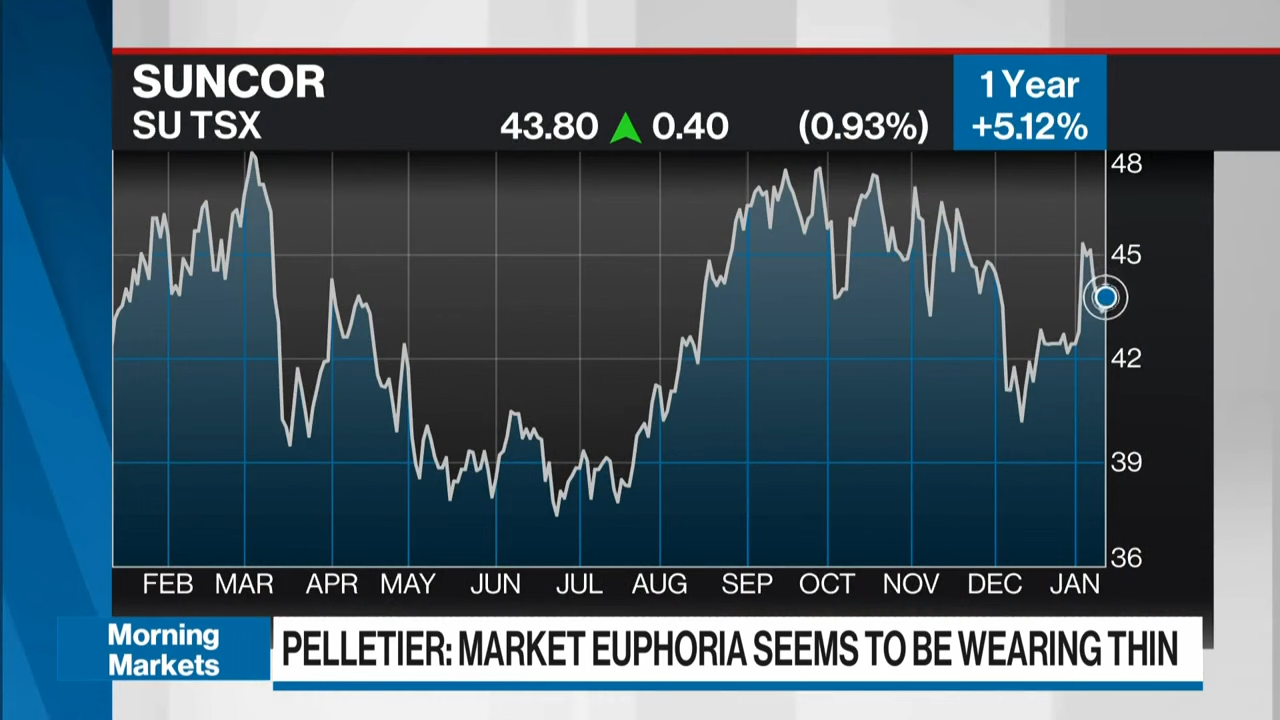 SUNCOR
SU TSX
43.80 ▲ 0.40 (0.93%)
1 Year
+5.12%
48
45
42
39
36
FEB MAR APR MAY JUN JUL AUG SEP OCT NOV DEC JAN
Morning
Markets
PELLETIER: MARKET EUPHORIA SEEMS TO BE WEARING THIN